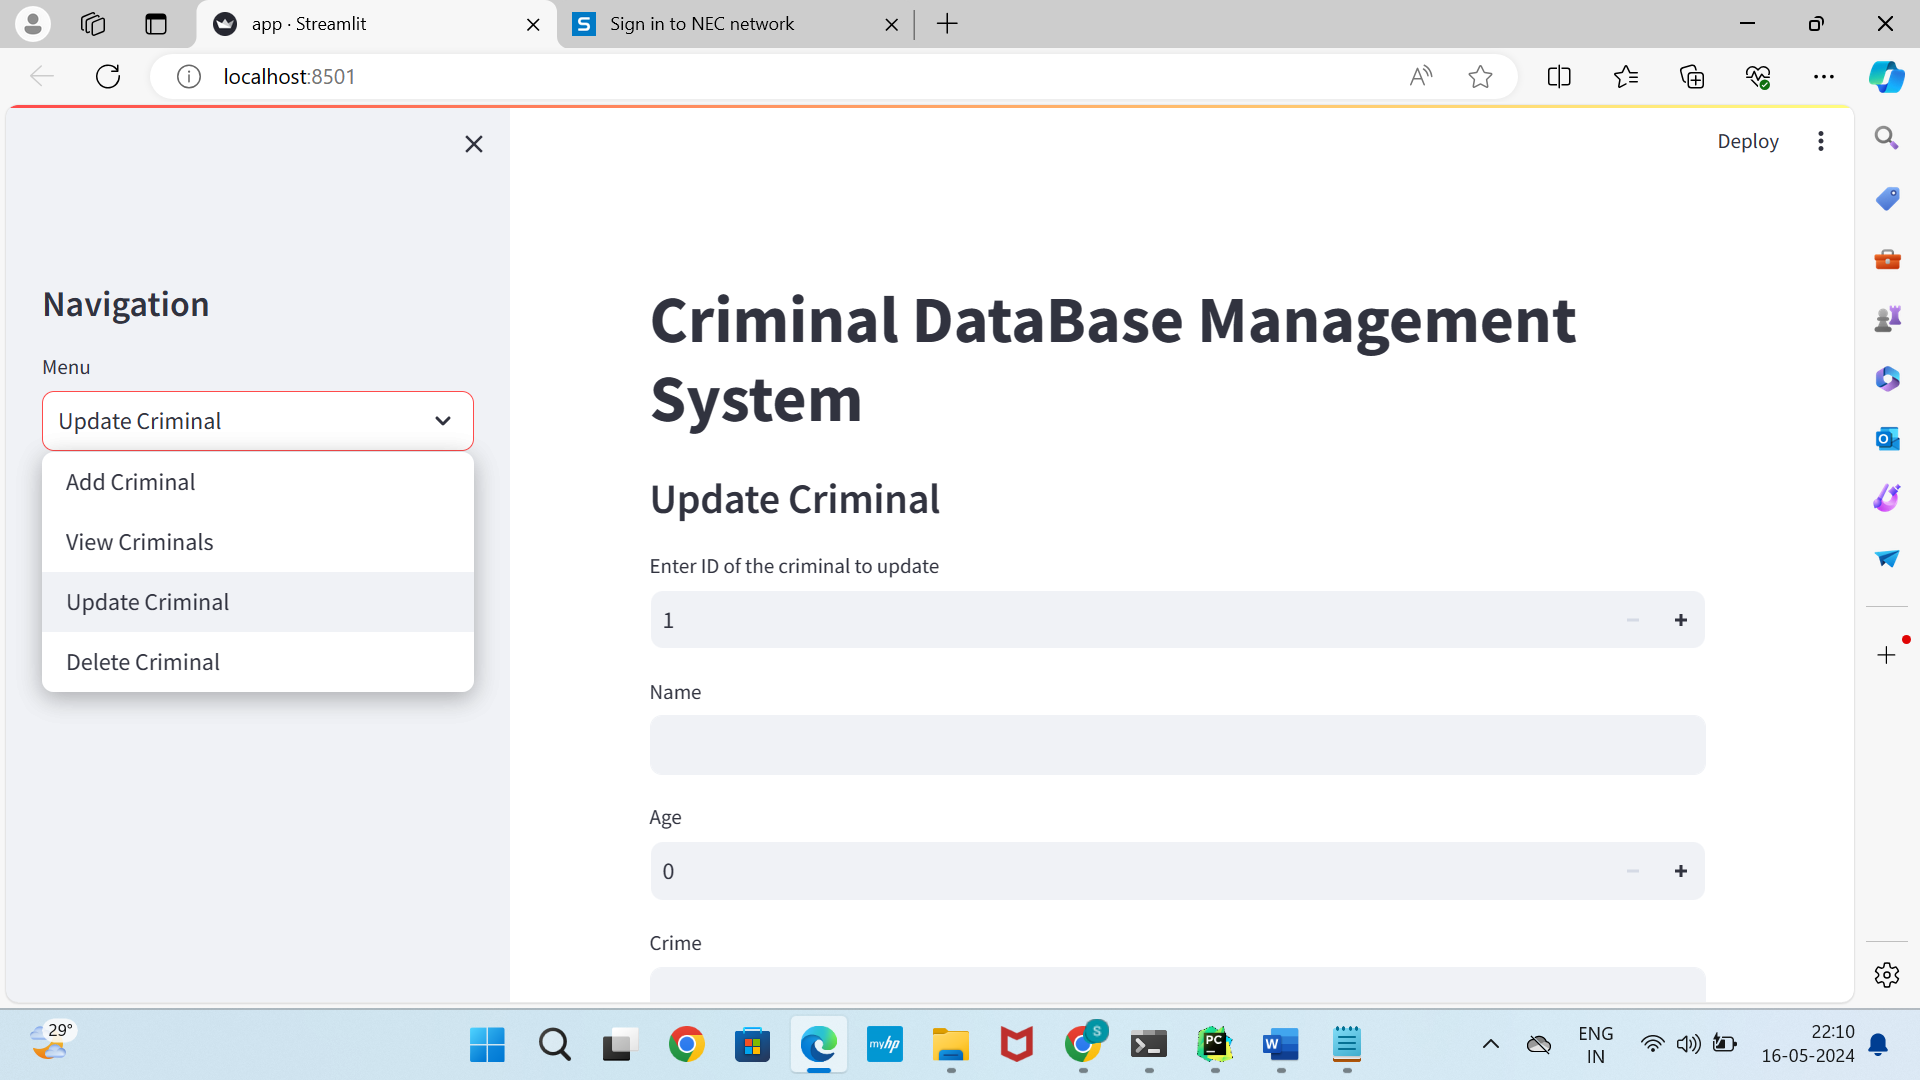 app · Streamlit
Sign in to NEC network
localhost:8501
Deploy
Navigation
Menu
Update Criminal
Add Criminal
View Criminals
Update Criminal
Delete Criminal
Criminal DataBase Management
System
Update Criminal
Enter ID of the criminal to update
1
Name
Age
0
Crime
29°
myhp
S
PC
W
ENG
IN
22:10
16-05-2024